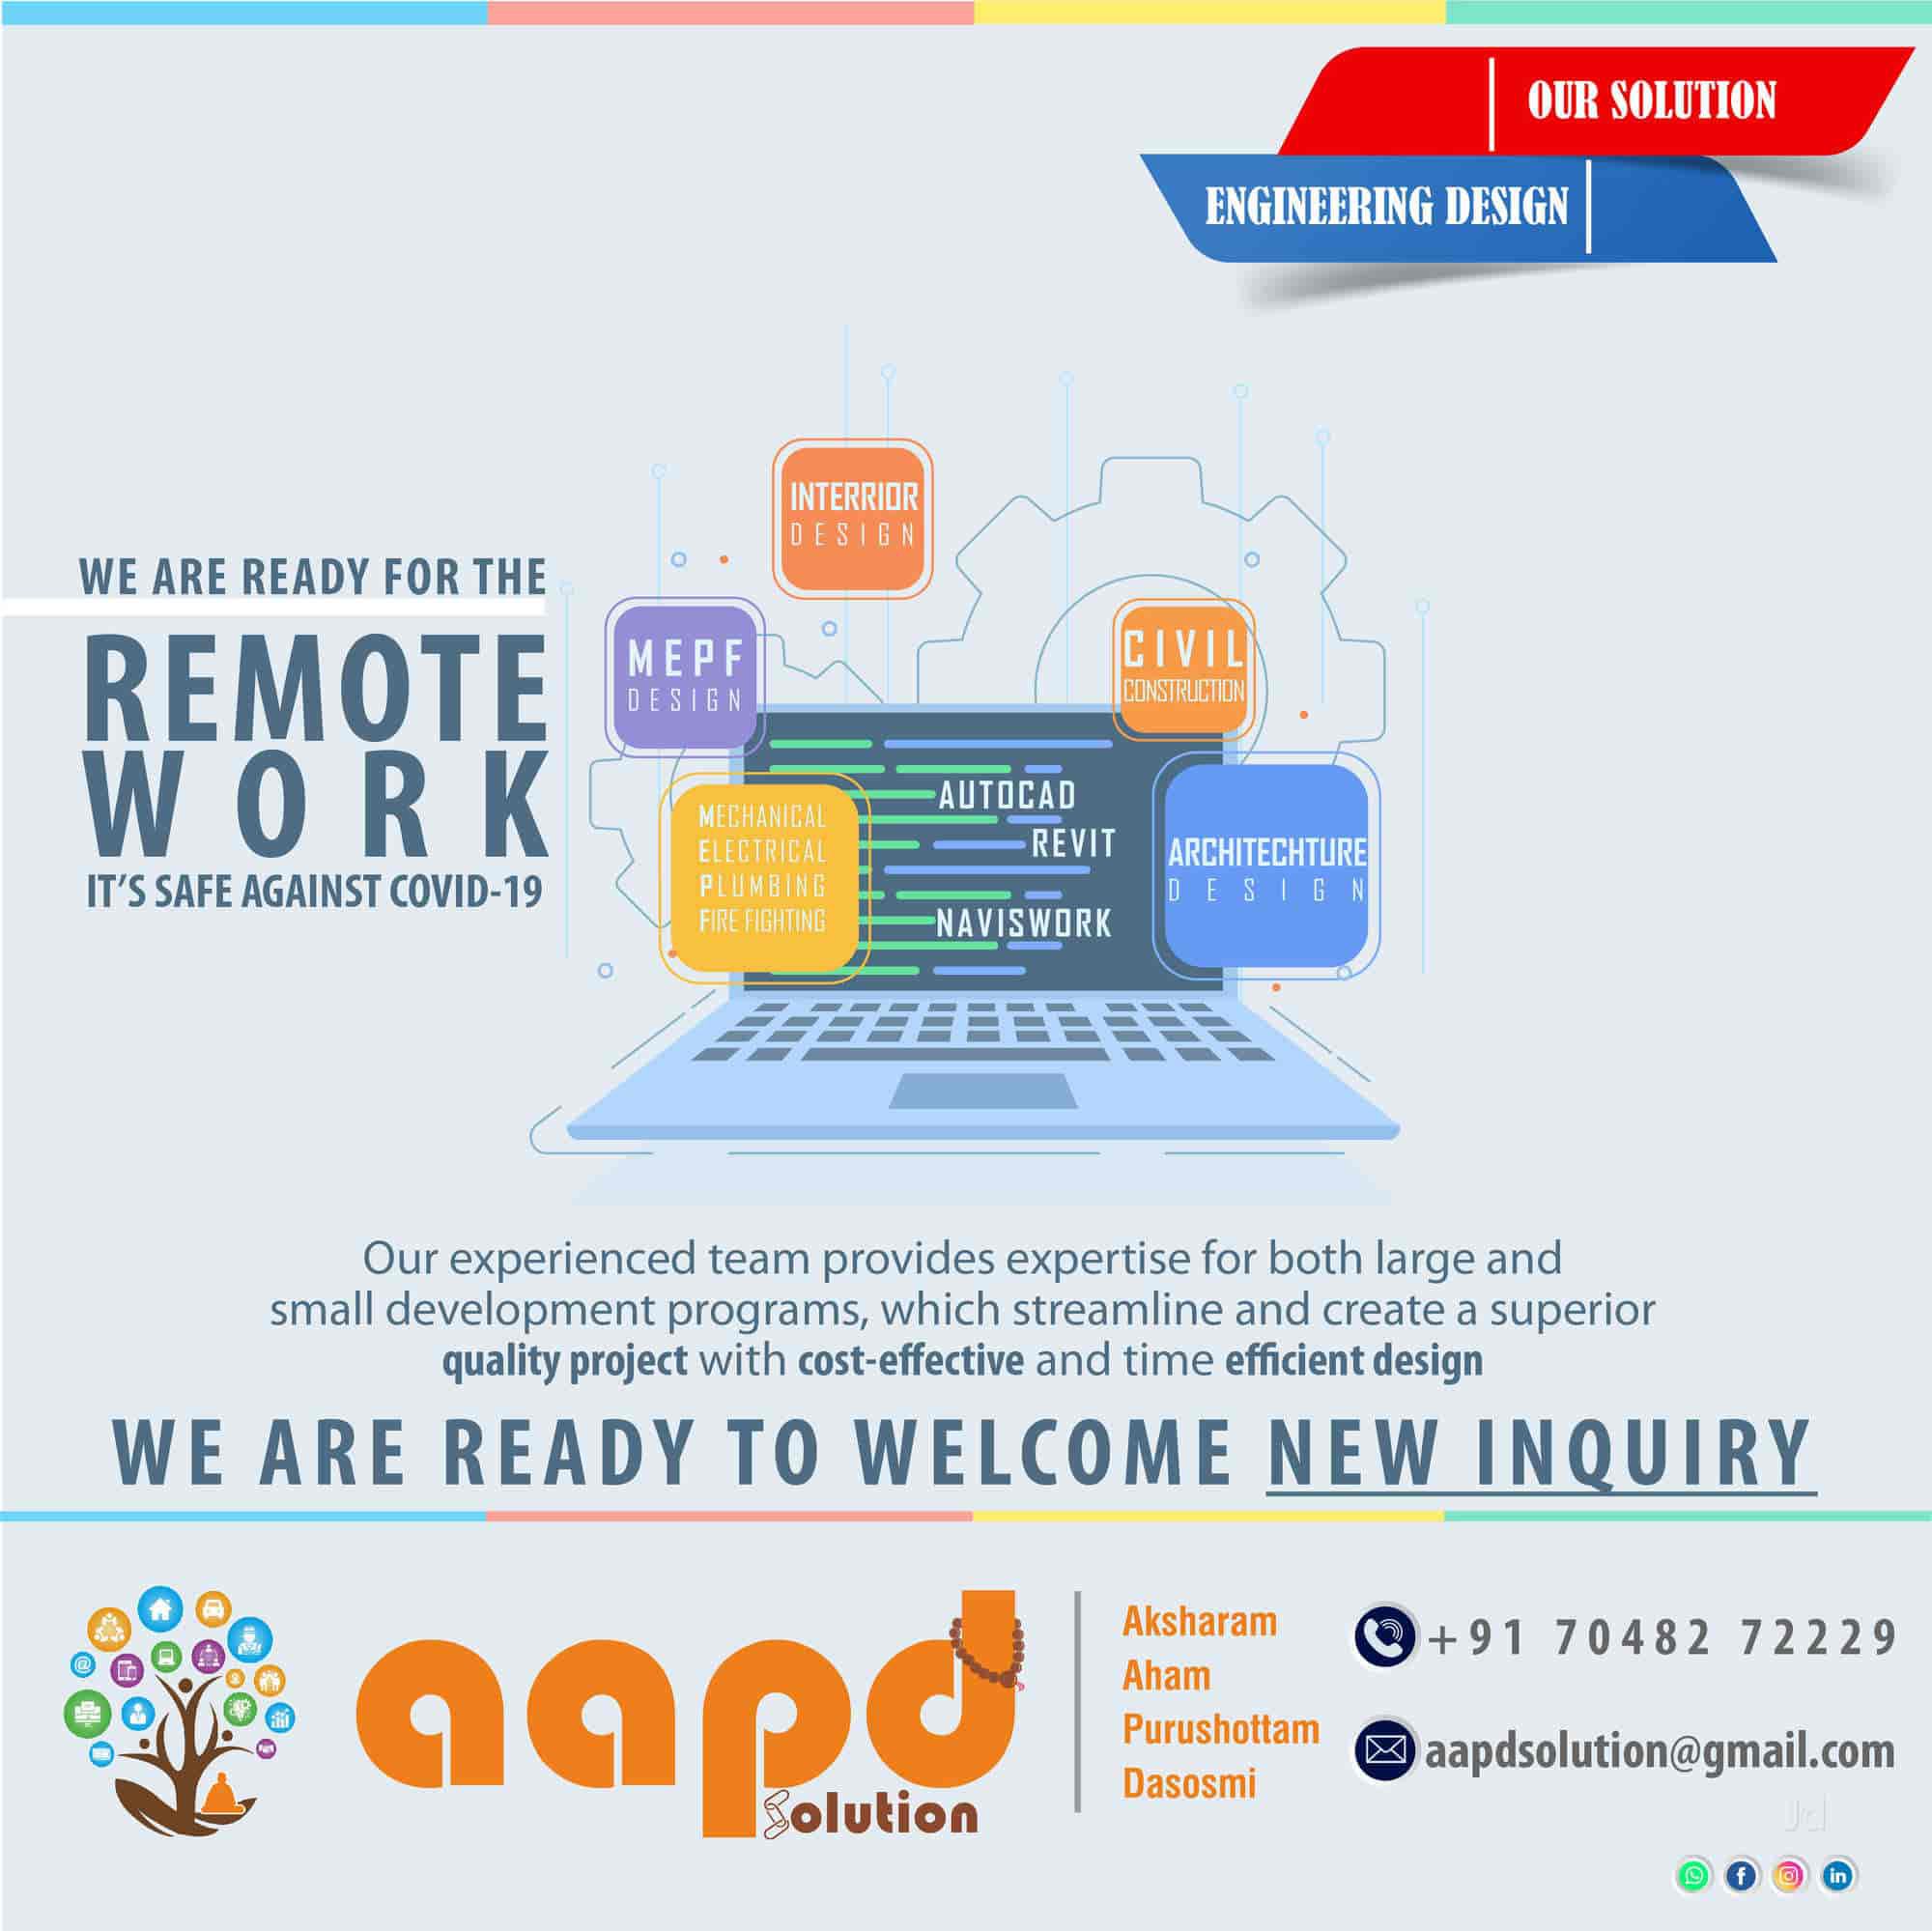 OUR SOLUTION
ENGINEERING DESIGN
INTERRIOR
DESIGN
WE ARE READY FOR THE
REMOTE
WORK
IT'S SAFE AGAINST COVID-19
MEPF
DESIGN
CIVIL
CONSTRUCTION
MECHANICAL
ELECTRICAL
PLUMBING
FIRE FIGHTING
AUTOCAD
REVIT
NAVISWORK
ARCHITECHTURE
DESIGN
Our experienced team provides expertise for both large and
small development programs, which streamline and create a superior
quality project with cost-effective and time efficient design
WE ARE READY TO WELCOME NEW INQUIRY
aapd
Solution
Aksharam
Aham
Purushottam
Dasosmi
+91 70482 72229
aapdsolution@gmail.com
Jd
f
in